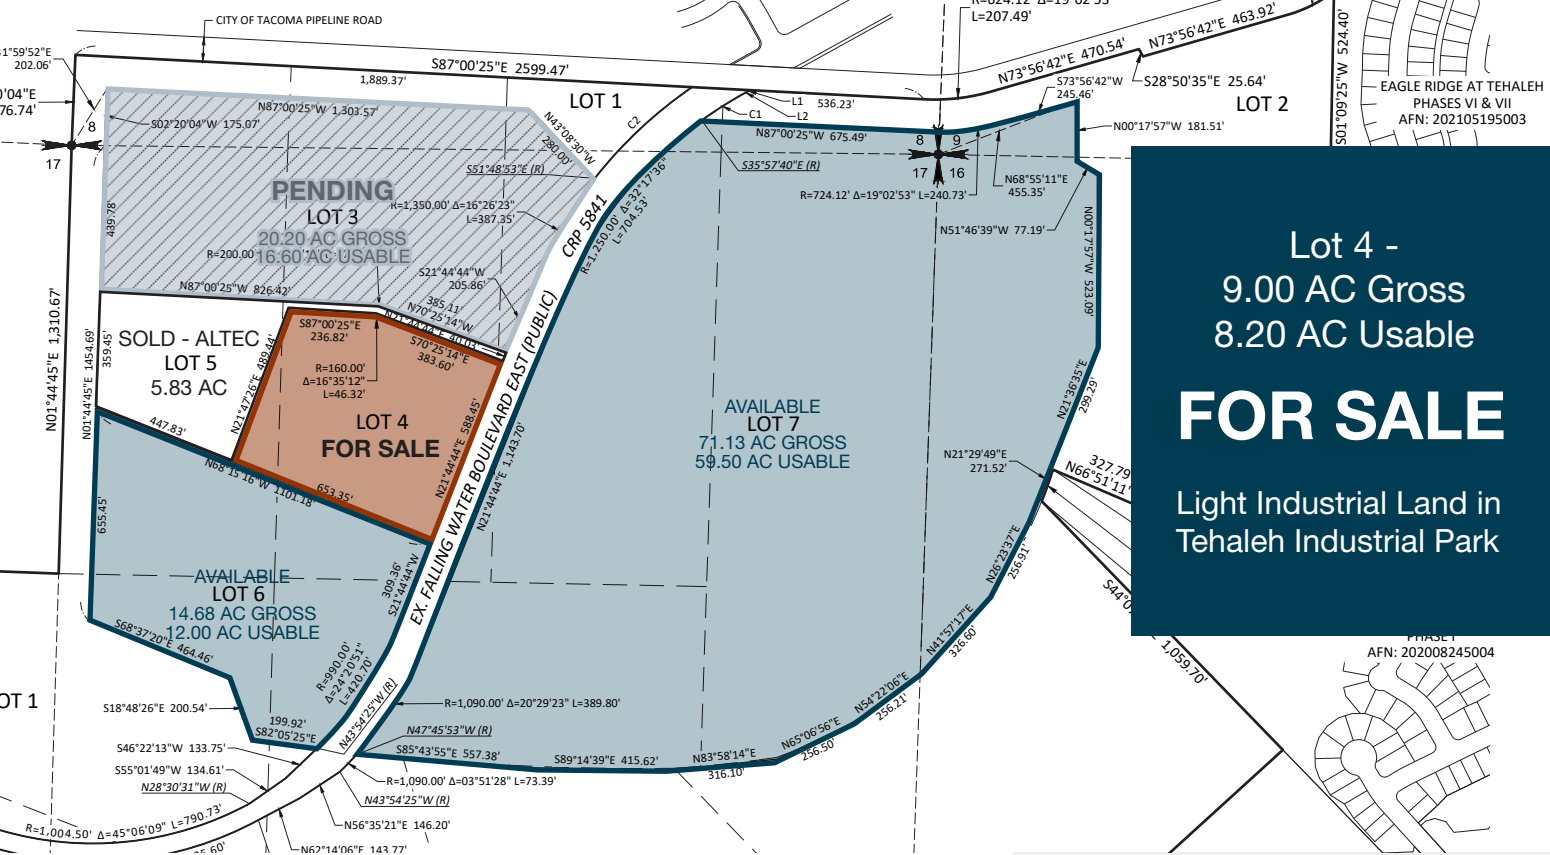 CITY OF TACOMA PIPELINE ROAD
L=207.49'
N73°56'42"E 463.92'
N73°56'42"E 470.54'
S28°50'35"E 25.64'
S01°09'25"W 524.40'
S87°00'25"E 2599.47'
1,889.37'
202.06'
76.74'
8
17
LOT 1
LOT 2
EAGLE RIDGE AT TEHALEH
PHASES VI & VII
AFN: 202105195003
S73°56'42"W
245.46'
L1
536.23'
C1
L2
C2
N87°00'25"W 1,303.57'
S02°20'04"W 175.07'
N43°08'30"W
280.00'
N87°00'25"W 675.49'
N00°17'57"W 181.51'
8 9
17 16
S51°48'53"E (R)
S35°57'40"E (R)
N68°55'11"E
455.35'
R=724.12' Δ=19°02'53" L=240.73'
N51°46'39"W 77.19'
N00°17'57"W 523.09'
PENDING
LOT 3
20.20 AC GROSS
16.60 AC USABLE
R=1,350.00' Δ=16°26'23"
L=387.35'
R=200.00'
439.78'
S21°44'44"W
205.86'
CRP 5841
R=1,250.00' Δ=32°17'36"
L=704.53'
N87°00'25"W 826.42'
385.11'
N70°25'14"W
N21°44'44"E 40.03'
N01°44'45"E 1,310.67'
N01°44'45"E 1454.69'
359.45'
SOLD - ALTEC
LOT 5
5.83 AC
447.83'
N21°47'26"E 489.44'
S87°00'25"E
236.82'
S70°25'14"E
383.60'
R=160.00'
Δ=16°35'12"
L=46.32'
LOT 4
FOR SALE
N21°44'44"E 588.45'
653.35'
N68°15'16"W 1101.18'
EX. FALLING WATER BOULEVARD EAST (PUBLIC)
N21°44'44"E 1,143.70'
AVAILABLE
LOT 7
71.13 AC GROSS
59.50 AC USABLE
N21°36'35"E
299.29'
N21°29'49"E
271.52'
327.79
N66°51'11"
N26°23'37"E
256.91'
655.45'
AVAILABLE
LOT 6
14.68 AC GROSS
12.00 AC USABLE
309.36'
S21°44'44"W
S68°37'20"E 464.46'
R=990.00'
Δ=24°20'51"
L=420.70'
N43°54'25"W (R)
LOT 1
S18°48'26"E 200.54'
199.92'
S82°05'25"E
S46°22'13"W 133.75'
S55°01'49"W 134.61'
N28°30'31"W (R)
R=1,004.50' Δ=45°06'09" L=790.73'
R=1,090.00' Δ=20°29'23" L=389.80'
N47°45'53"W (R)
S85°43'55"E 557.38'
S89°14'39"E 415.62'
N83°58'14"E
316.10'
N65°06'56"E
256.50'
N54°22'06"E
256.21'
N41°57'17"E
326.60'
R=1,090.00' Δ=03°51'28" L=73.39'
N43°54'25"W (R)
N56°35'21"E 146.20'
N62°14'06"E 143.77'
1,059.70'
AFN: 202008245004
Lot 4 -
9.00 AC Gross
8.20 AC Usable
FOR SALE
Light Industrial Land in
Tehaleh Industrial Park